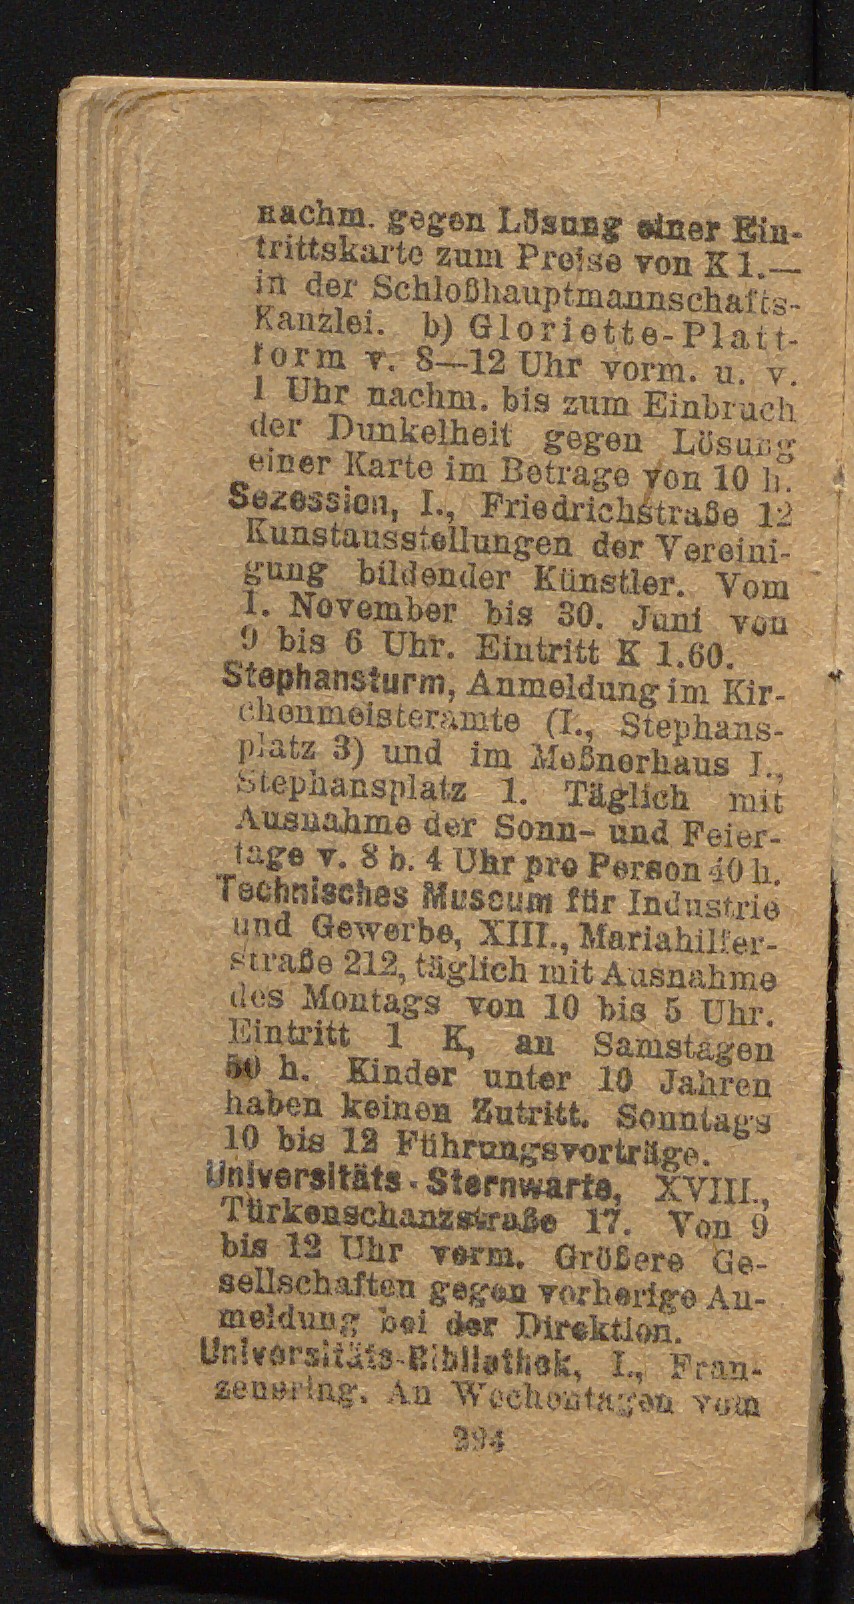 nachm. gegen Lösung einer Ein-
trittskarte zum Preise von K 1.—
in der Schloßhauptmannschafts-
Kanzlei. b) Gloriette-Platt-
form v. 8—12 Uhr vorm. u. v.
1 Uhr nachm. bis zum Einbruch
der Dunkelheit gegen Lösung
einer Karte im Betrage von 10 h.
Sezession, I., Friedrichstraße 12
Kunstausstellungen der Vereini-
gung bildender Künstler. Vom
1. November bis 30. Juni von
9 bis 6 Uhr. Eintritt K 1.60.
Stephansturm, Anmeldung im Kir-
chenmeisteramte (I., Stephans-
platz 3) und im Meßnerhaus I.,
Stephansplatz 1. Täglich mit
Ausnahme der Sonn- und Feier-
tage v. 8 b. 4 Uhr pro Person 40 h.
Technisches Museum für Industrie
und Gewerbe, XIII., Mariahilfer-
straße 212, täglich mit Ausnahme
des Montags von 10 bis 5 Uhr.
Eintritt 1 K, an Samstagen
50 h. Kinder unter 10 Jahren
haben keinen Zutritt. Sonntags
10 bis 12 Führungsvorträge.
Universitäts-Sternwarte, XVIII.,
Türkenschanzstraße 17. Von 9
bis 12 Uhr vorm. Größere Ge-
sellschaften gegen vorherige An-
meldung bei der Direktion.
Universitäts-Bibliothek, I., Fran-
zensring. An Wochentagen vom
294